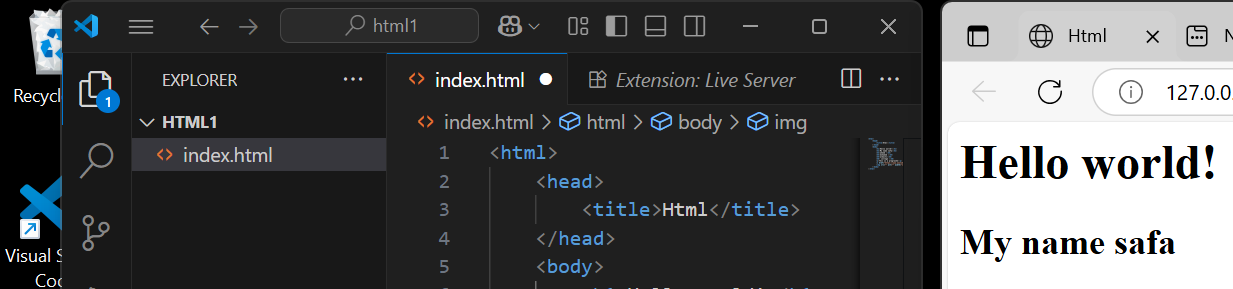 Recyc
Visual S
Coc
html1
EXPLORER
HTML1
index.html
1
index.html
Extension: Live Server
index.html > html > body > img
1 <html>
2 <head>
3 <title>Html</title>
4 </head>
5 <body>
Html
127.0.0.
Hello world!
My name safa